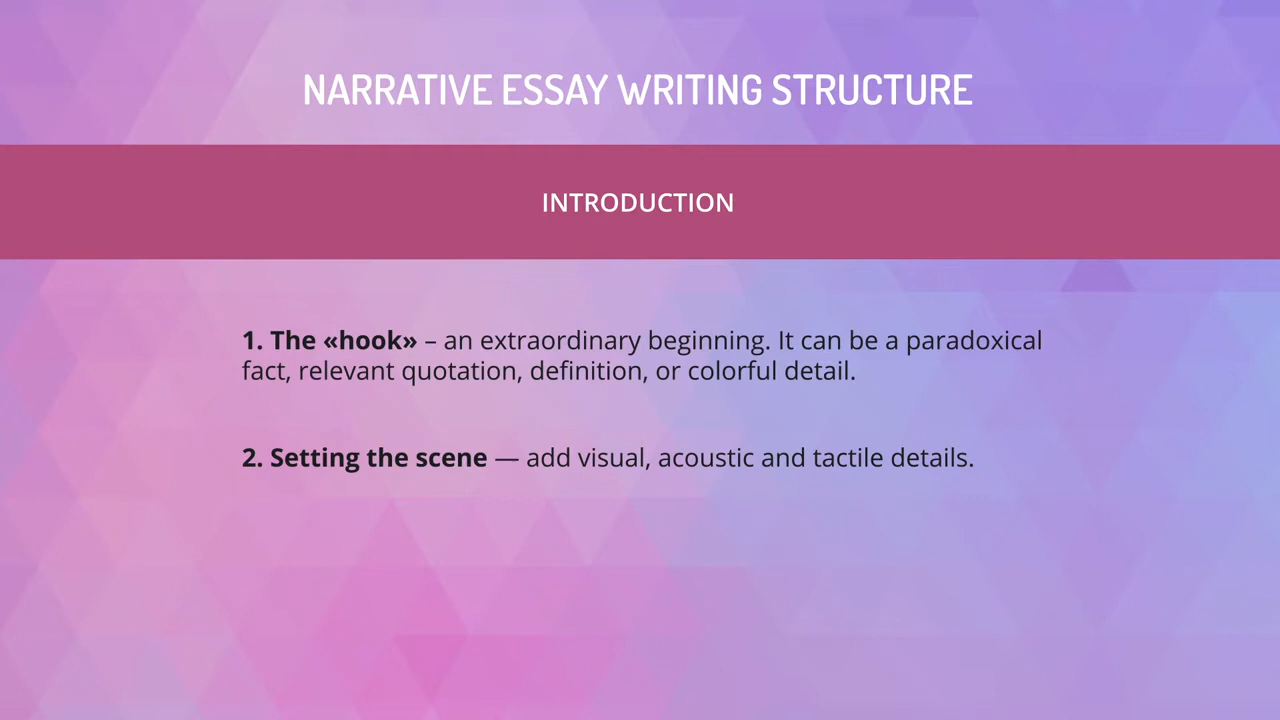 NARRATIVE ESSAY WRITING STRUCTURE
INTRODUCTION
1. The «hook» – an extraordinary beginning. It can be a paradoxical
fact, relevant quotation, definition, or colorful detail.
2. Setting the scene — add visual, acoustic and tactile details.